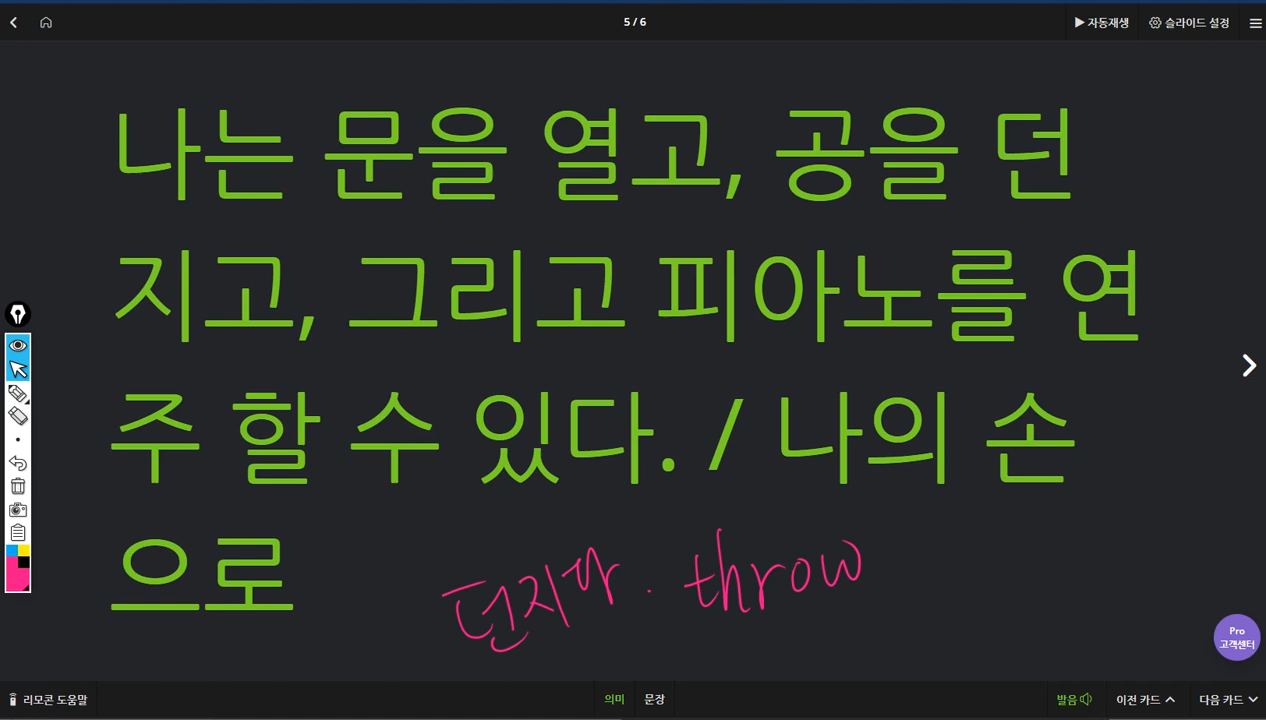 5 / 6
자동재생
슬라이드 설정
나는 문을 열고, 공을 던
지고, 그리고 피아노를 연
주 할 수 있다. / 나의 손
으로
던지다 . throw
Pro
고객센터
리모콘 도움말
의미
문장
발음
이전 카드
다음 카드